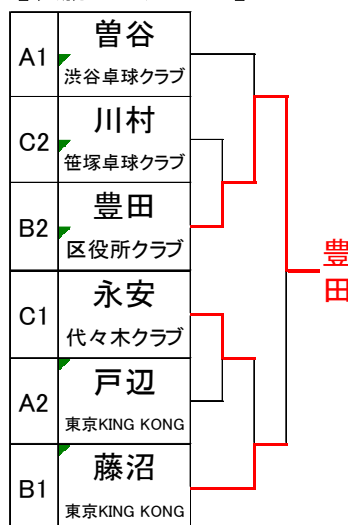 A1
曽谷
渋谷卓球クラブ
C2
川村
笹塚卓球クラブ
B2
豊田
区役所クラブ
C1
永安
代々木クラブ
A2
戸辺
東京KING KONG
B1
藤沼
東京KING KONG
豊田